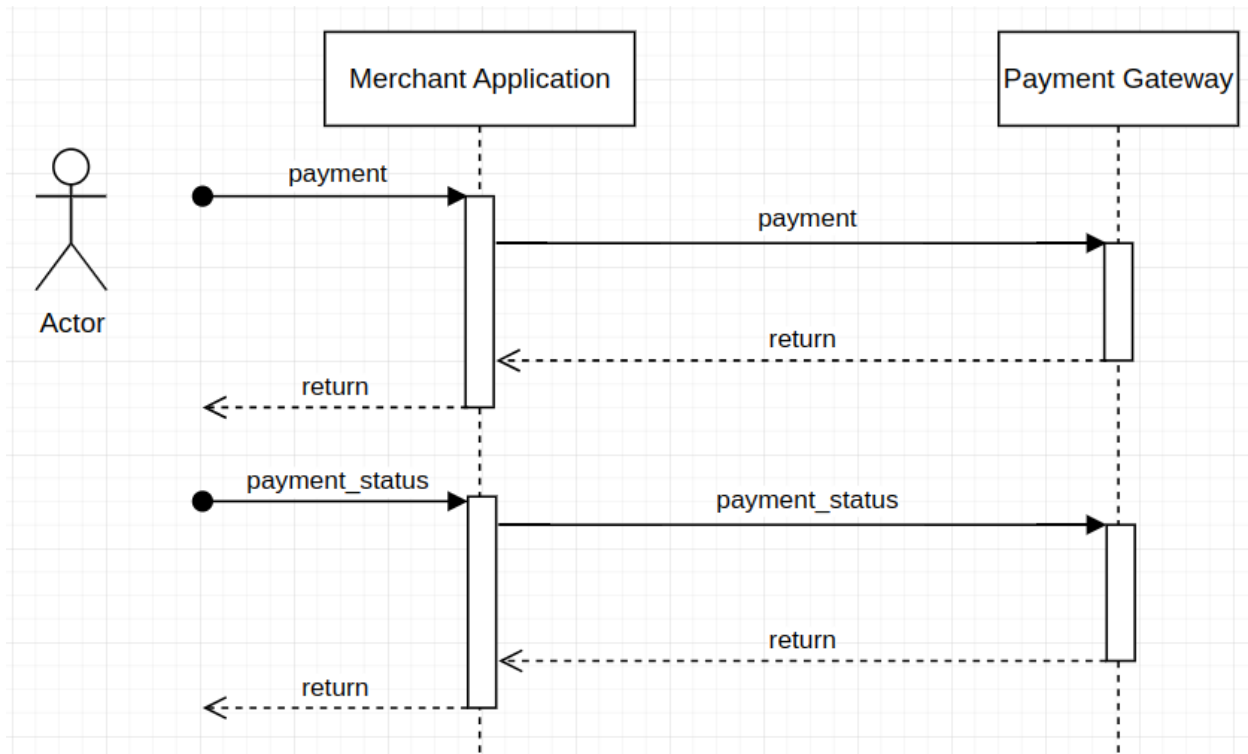 Merchant Application
Payment Gateway
payment
payment
Actor
return
return
payment_status
payment_status
return
return